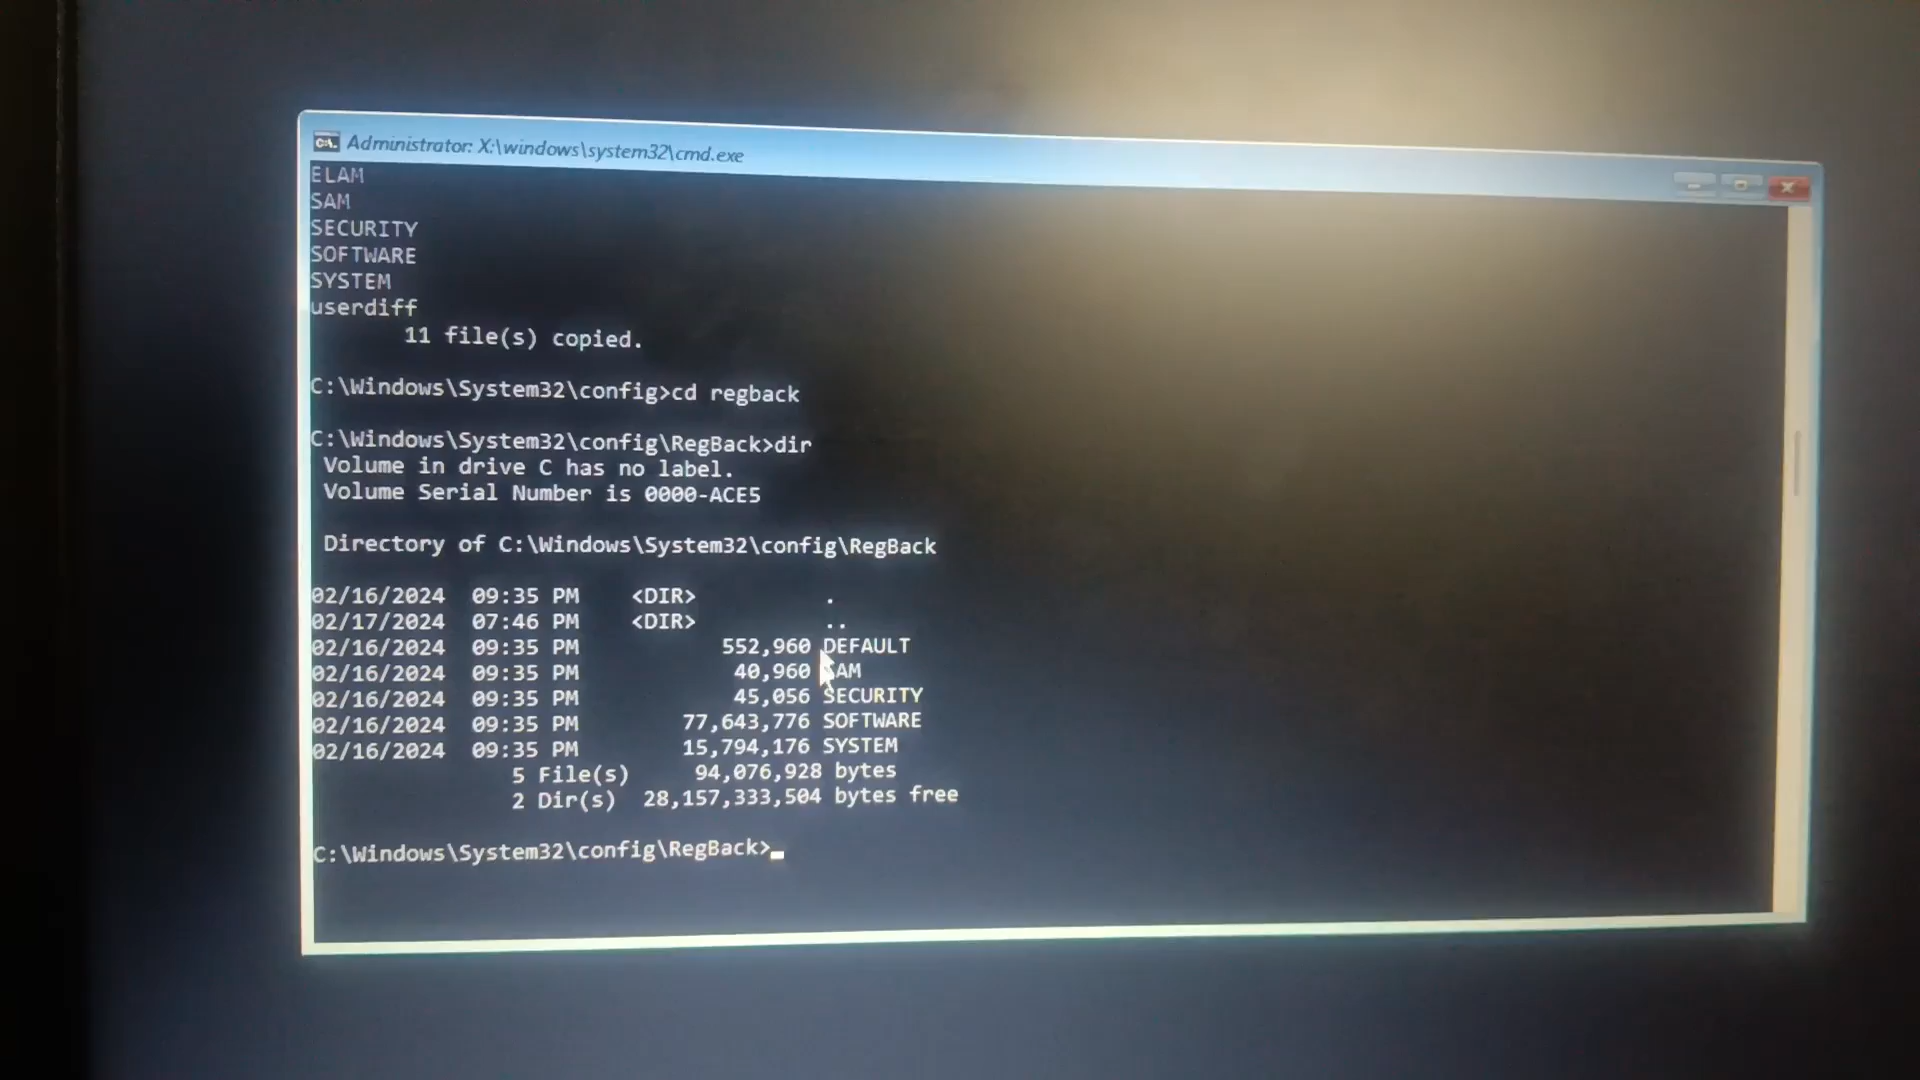 Administrator: X:\windows\system32\cmd.exe
ELAM
SAM
SECURITY
SOFTWARE
SYSTEM
userdiff
11 file(s) copied.
C:\Windows\System32\config>cd regback
C:\Windows\System32\config\RegBack>dir
Volume in drive C has no label.
Volume Serial Number is 0000-ACE5
Directory of C:\Windows\System32\config\RegBack
02/16/2024 09:35 PM <DIR> .
02/17/2024 07:46 PM <DIR> ..
02/16/2024 09:35 PM 552,960 DEFAULT
02/16/2024 09:35 PM 40,960 SAM
02/16/2024 09:35 PM 45,056 SECURITY
02/16/2024 09:35 PM 77,643,776 SOFTWARE
02/16/2024 09:35 PM 15,794,176 SYSTEM
5 File(s) 94,076,928 bytes
2 Dir(s) 28,157,333,504 bytes free
C:\Windows\System32\config\RegBack>